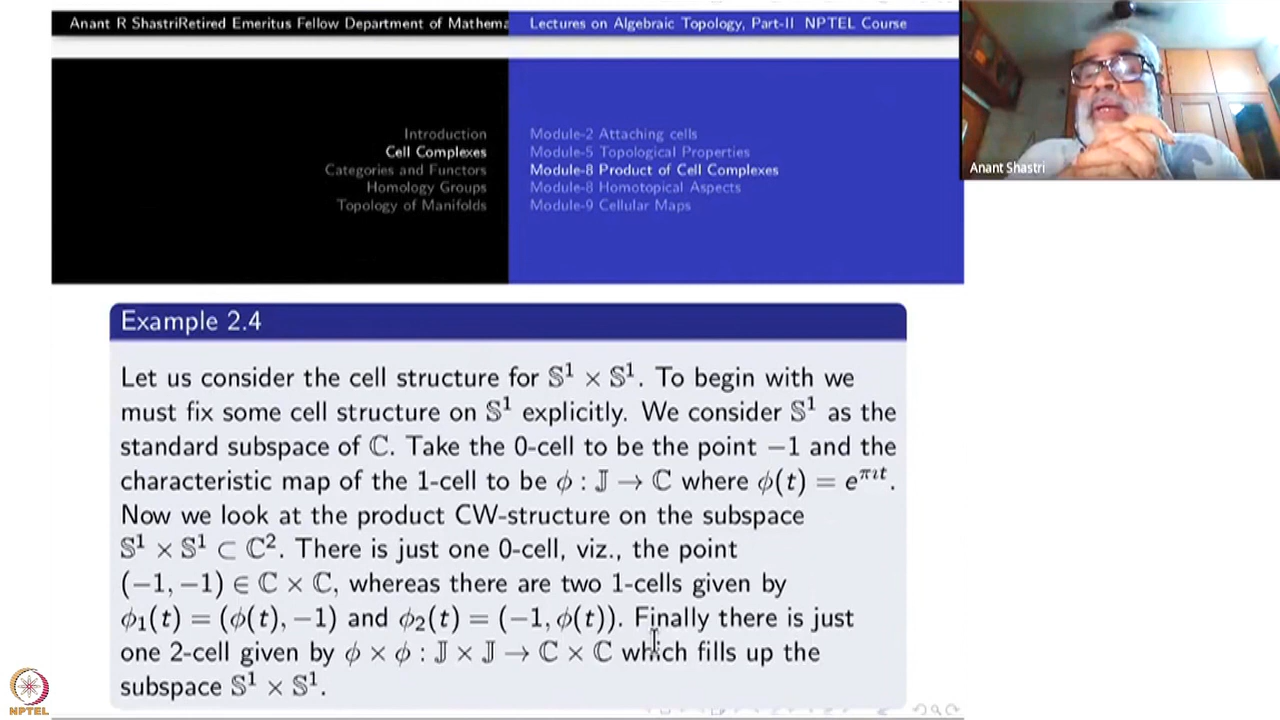 Anant R ShastriRetired Emeritus Fellow Department of Mathema
Lectures on Algebraic Topology, Part-II NPTEL Course
Introduction
Cell Complexes
Categories and Functors
Homology Groups
Topology of Manifolds
Module-2 Attaching cells
Module-5 Topological Properties
Module-8 Product of Cell Complexes
Module-8 Homotopical Aspects
Module-9 Cellular Maps
Anant Shastri
Example 2.4
Let us consider the cell structure for 𝕊¹ × 𝕊¹. To begin with we
must fix some cell structure on 𝕊¹ explicitly. We consider 𝕊¹ as the
standard subspace of ℂ. Take the 0-cell to be the point −1 and the
characteristic map of the 1-cell to be ϕ : 𝕁 → ℂ where ϕ(t) = e^{πıt}.
Now we look at the product CW-structure on the subspace
𝕊¹ × 𝕊¹ ⊂ ℂ². There is just one 0-cell, viz., the point
(−1, −1) ∈ ℂ × ℂ, whereas there are two 1-cells given by
ϕ₁(t) = (ϕ(t), −1) and ϕ₂(t) = (−1, ϕ(t)). Finally there is just
one 2-cell given by ϕ × ϕ : 𝕁 × 𝕁 → ℂ × ℂ which fills up the
subspace 𝕊¹ × 𝕊¹.
NPTEL